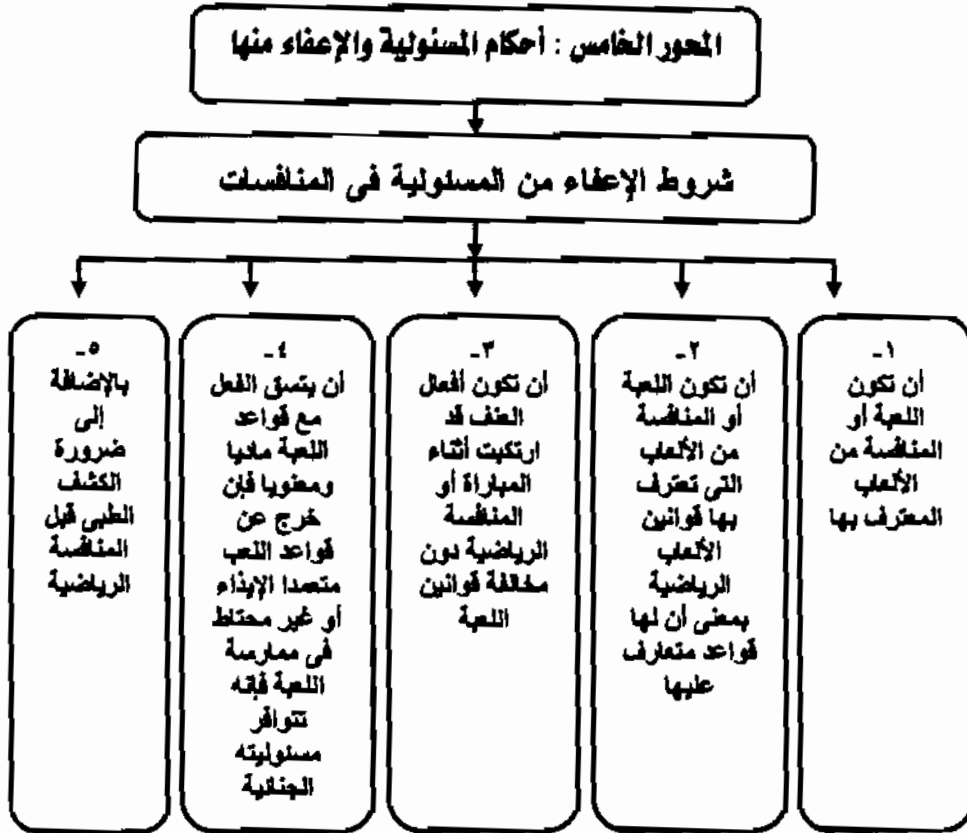 المحور الخامس : أحكام المسئولية والإعفاء منها
شروط الإعفاء من المسئولية فى المنافسات
١-
أن تكون
اللعبة أو
المنافسة من
الألعاب
المعترف بها
٢-
أن تكون اللعبة
أو المنافسة
من الألعاب
التى تعترف
بها قوانين
الألعاب
الرياضية
بمعنى أن لها
قواعد متعارف
عليها
٣-
أن تكون أفعال
العنف قد
ارتكبت أثناء
المباراة أو
المنافسة
الرياضية دون
مخالفة قوانين
اللعبة
٤-
أن يتسق الفعل
مع قواعد
اللعبة ماديا
ومعنويا فإن
خرج عن
قواعد اللعب
متعمدا الإيذاء
أو غير محتاط
فى ممارسة
اللعبة فإنه
تتوافر
مسئوليته
الجنائية
٥-
بالإضافة
إلى
ضرورة
الكشف
الطبى قبل
المنافسة
الرياضية